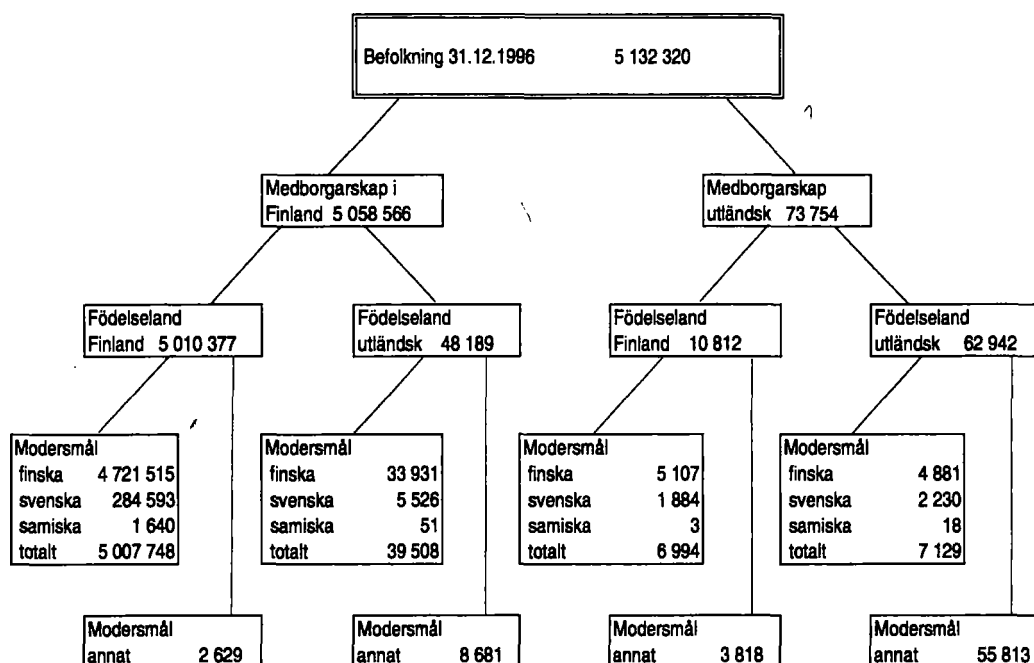 Befolkning 31.12.1996 5 132 320
Medborgarskap i
Finland 5 058 566
Medborgarskap
utländsk 73 754
Födelseland
Finland 5 010 377
Födelseland
utländsk 48 189
Födelseland
Finland 10 812
Födelseland
utländsk 62 942
Modersmål
finska 4 721 515
svenska 284 593
samiska 1 640
totalt 5 007 748
Modersmål
finska 33 931
svenska 5 526
samiska 51
totalt 39 508
Modersmål
finska 5 107
svenska 1 884
samiska 3
totalt 6 994
Modersmål
finska 4 881
svenska 2 230
samiska 18
totalt 7 129
Modersmål
annat 2 629
Modersmål
annat 8 681
Modersmål
annat 3 818
Modersmål
annat 55 813